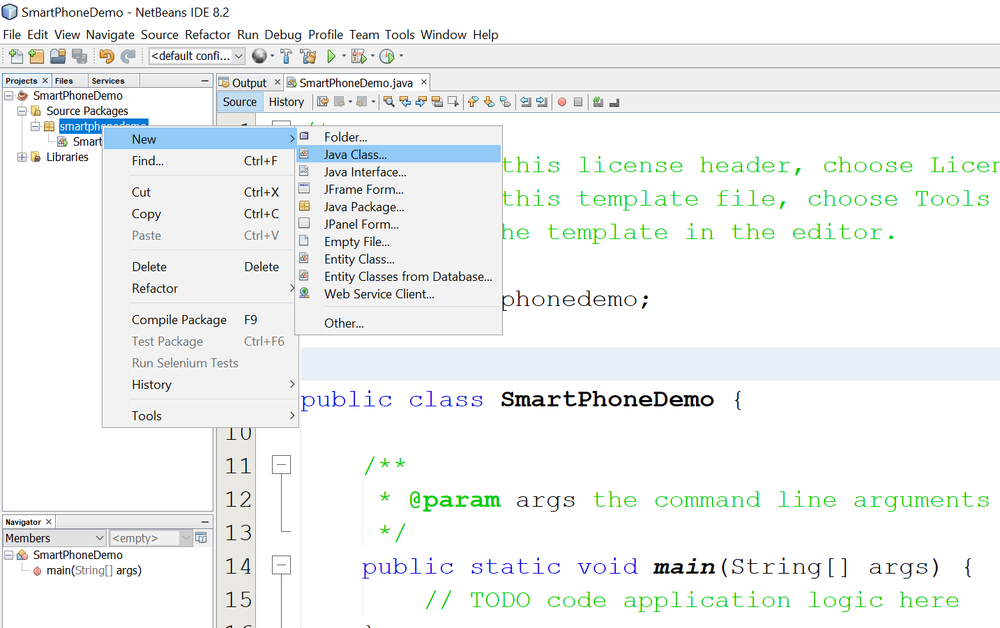 SmartPhoneDemo - NetBeans IDE 8.2
File Edit View Navigate Source Refactor Run Debug Profile Team Tools Window Help
<default confi...
Projects
Files
Services
SmartPhoneDemo
Source Packages
smartphonedemo
Smart
Libraries
New
Find... Ctrl+F
Cut Ctrl+X
Copy Ctrl+C
Paste Ctrl+V
Delete Delete
Refactor
Compile Package F9
Test Package Ctrl+F6
Run Selenium Tests
History
Tools
Folder...
Java Class...
Java Interface...
JFrame Form...
Java Package...
JPanel Form...
Empty File...
Entity Class...
Entity Classes from Database...
Web Service Client...
Other...
Output
SmartPhoneDemo.java
Source History
this license header, choose Licen
this template file, choose Tools
he template in the editor.
phonedemo;
public class SmartPhoneDemo {
10
11 /**
12 * @param args the command line arguments
13 */
14 public static void main(String[] args) {
15 // TODO code application logic here
Navigator
Members <empty>
SmartPhoneDemo
main(String[] args)